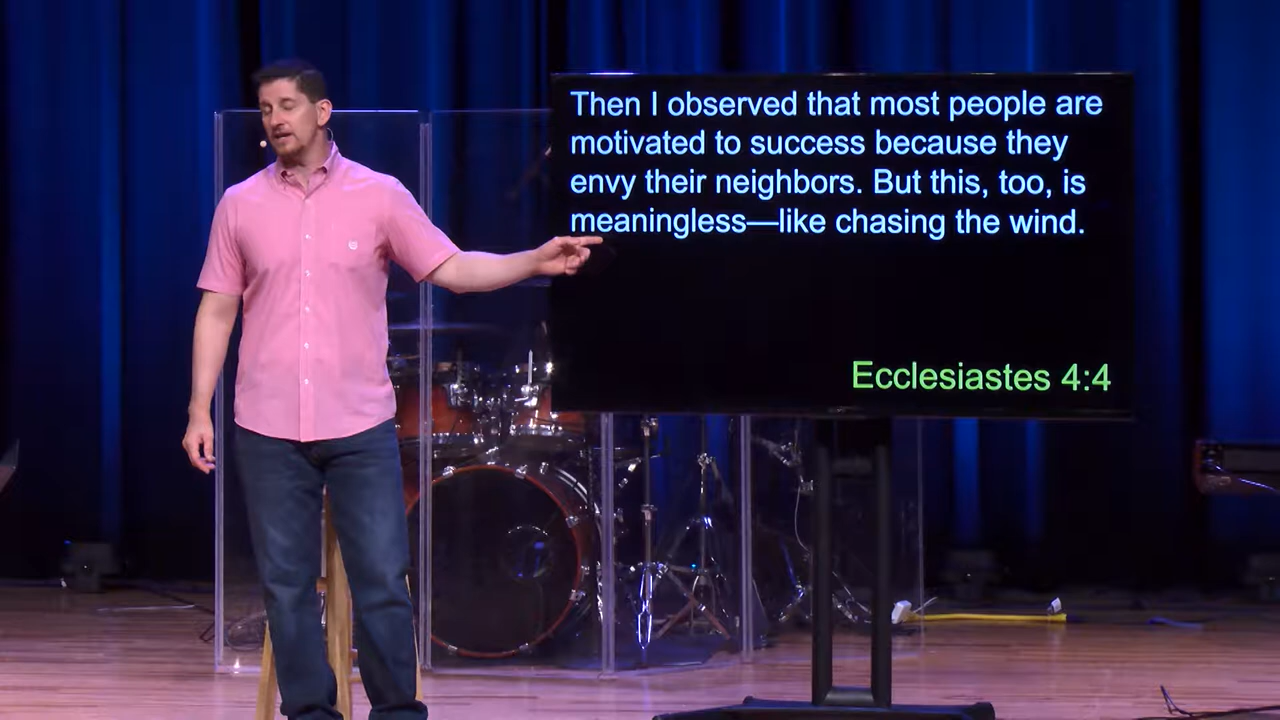 Then I observed that most people are
motivated to success because they
envy their neighbors. But this, too, is
meaningless—like chasing the wind.
Ecclesiastes 4:4